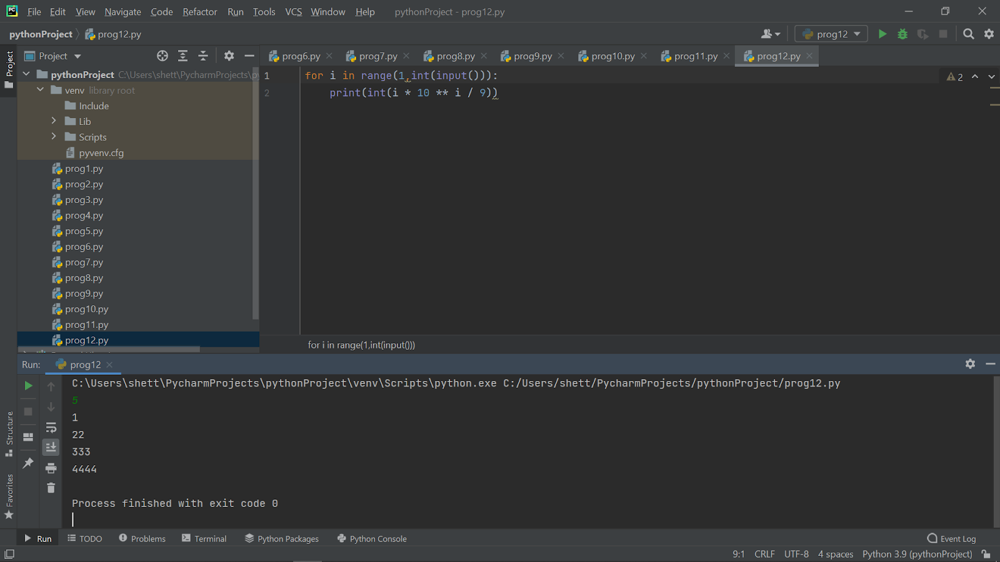 PC File Edit View Navigate Code Refactor Run Tools VCS Window Help pythonProject - prog12.py
pythonProject prog12.py prog12
Project
Project
prog6.py prog7.py prog8.py prog9.py prog10.py prog11.py prog12.py
pythonProject C:\Users\shett\PycharmProjects\py
venv library root
Include
Lib
Scripts
pyvenv.cfg
prog1.py
prog2.py
prog3.py
prog4.py
prog5.py
prog6.py
prog7.py
prog8.py
prog9.py
prog10.py
prog11.py
prog12.py
1 for i in range(1,int(input())):
2 print(int(i * 10 ** i / 9))
2
for i in range(1,int(input()))
Run: prog12
C:\Users\shett\PycharmProjects\pythonProject\venv\Scripts\python.exe C:/Users/shett/PycharmProjects/pythonProject/prog12.py
5
1
22
333
4444
Process finished with exit code 0
Structure
Favorites
Run TODO Problems Terminal Python Packages Python Console Event Log
9:1 CRLF UTF-8 4 spaces Python 3.9 (pythonProject)